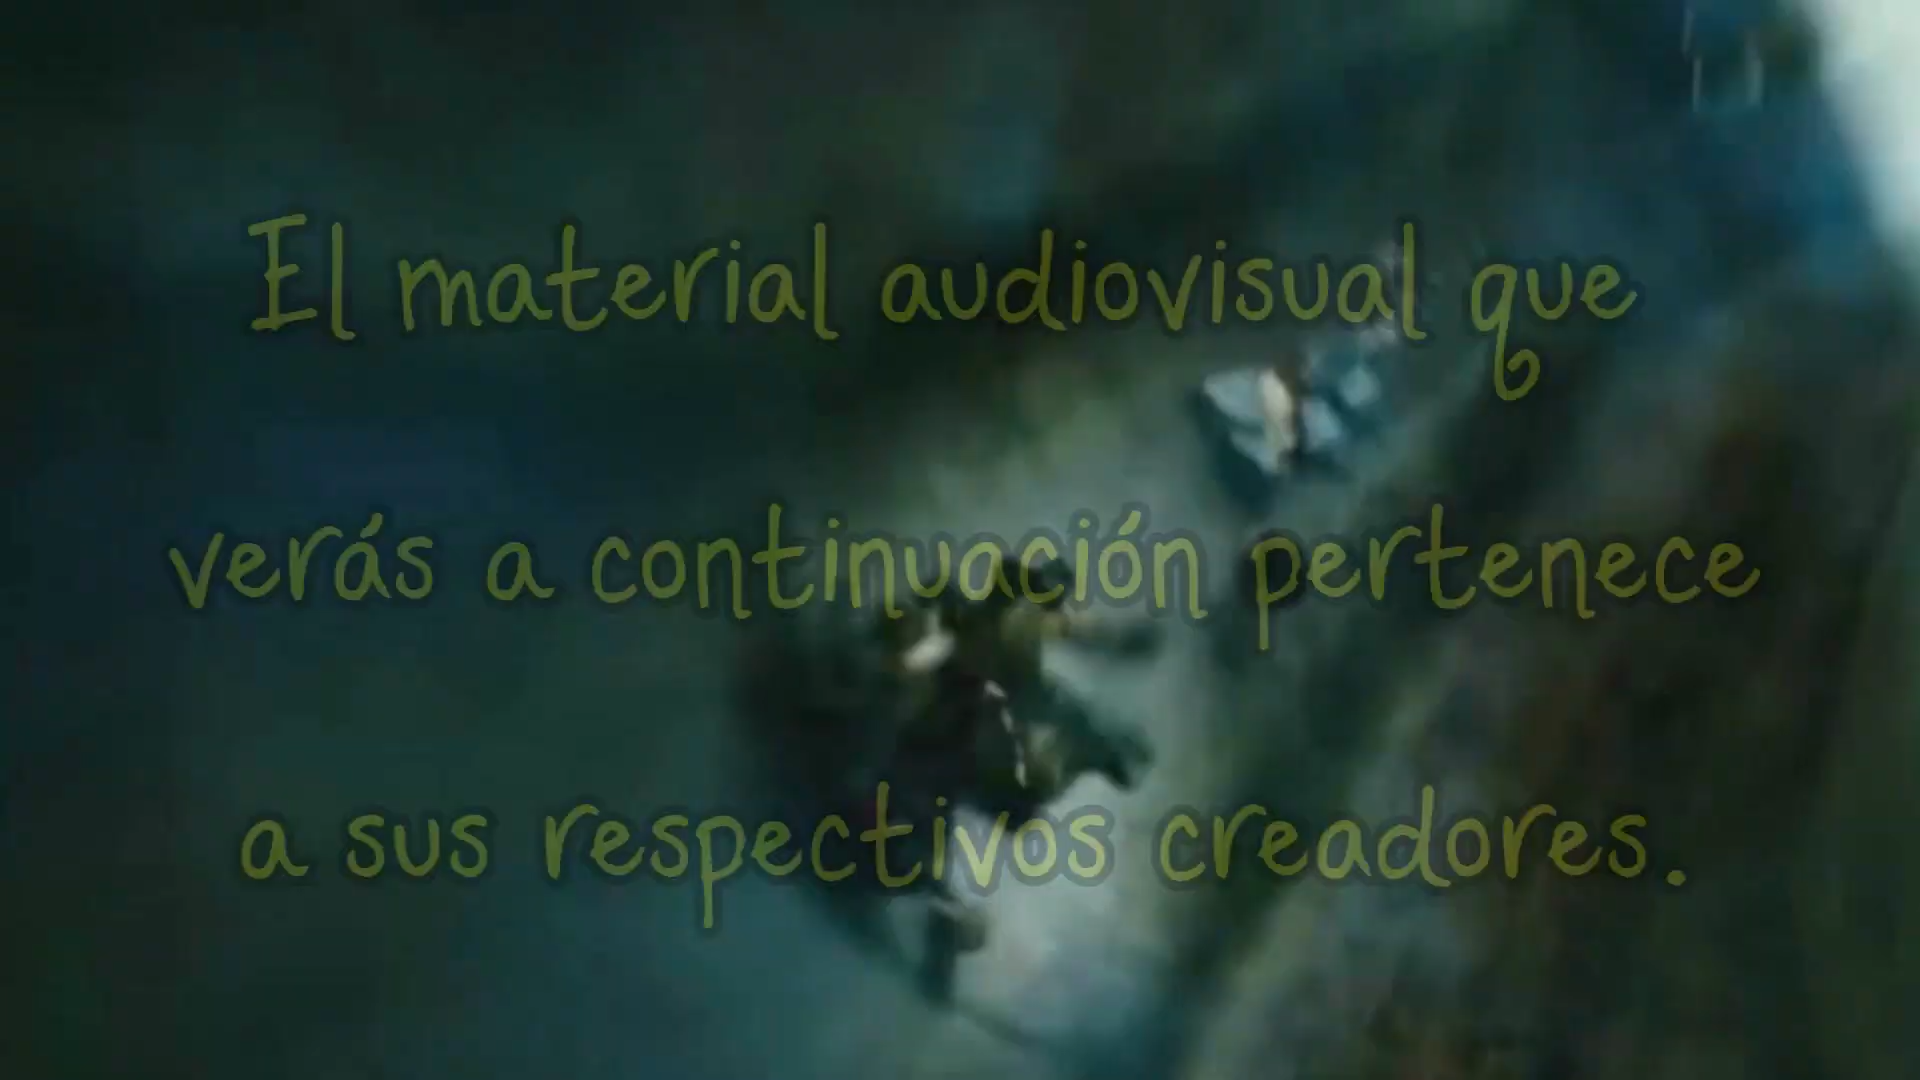 El material audiovisual que
verás a continuación pertenece
a sus respectivos creadores.